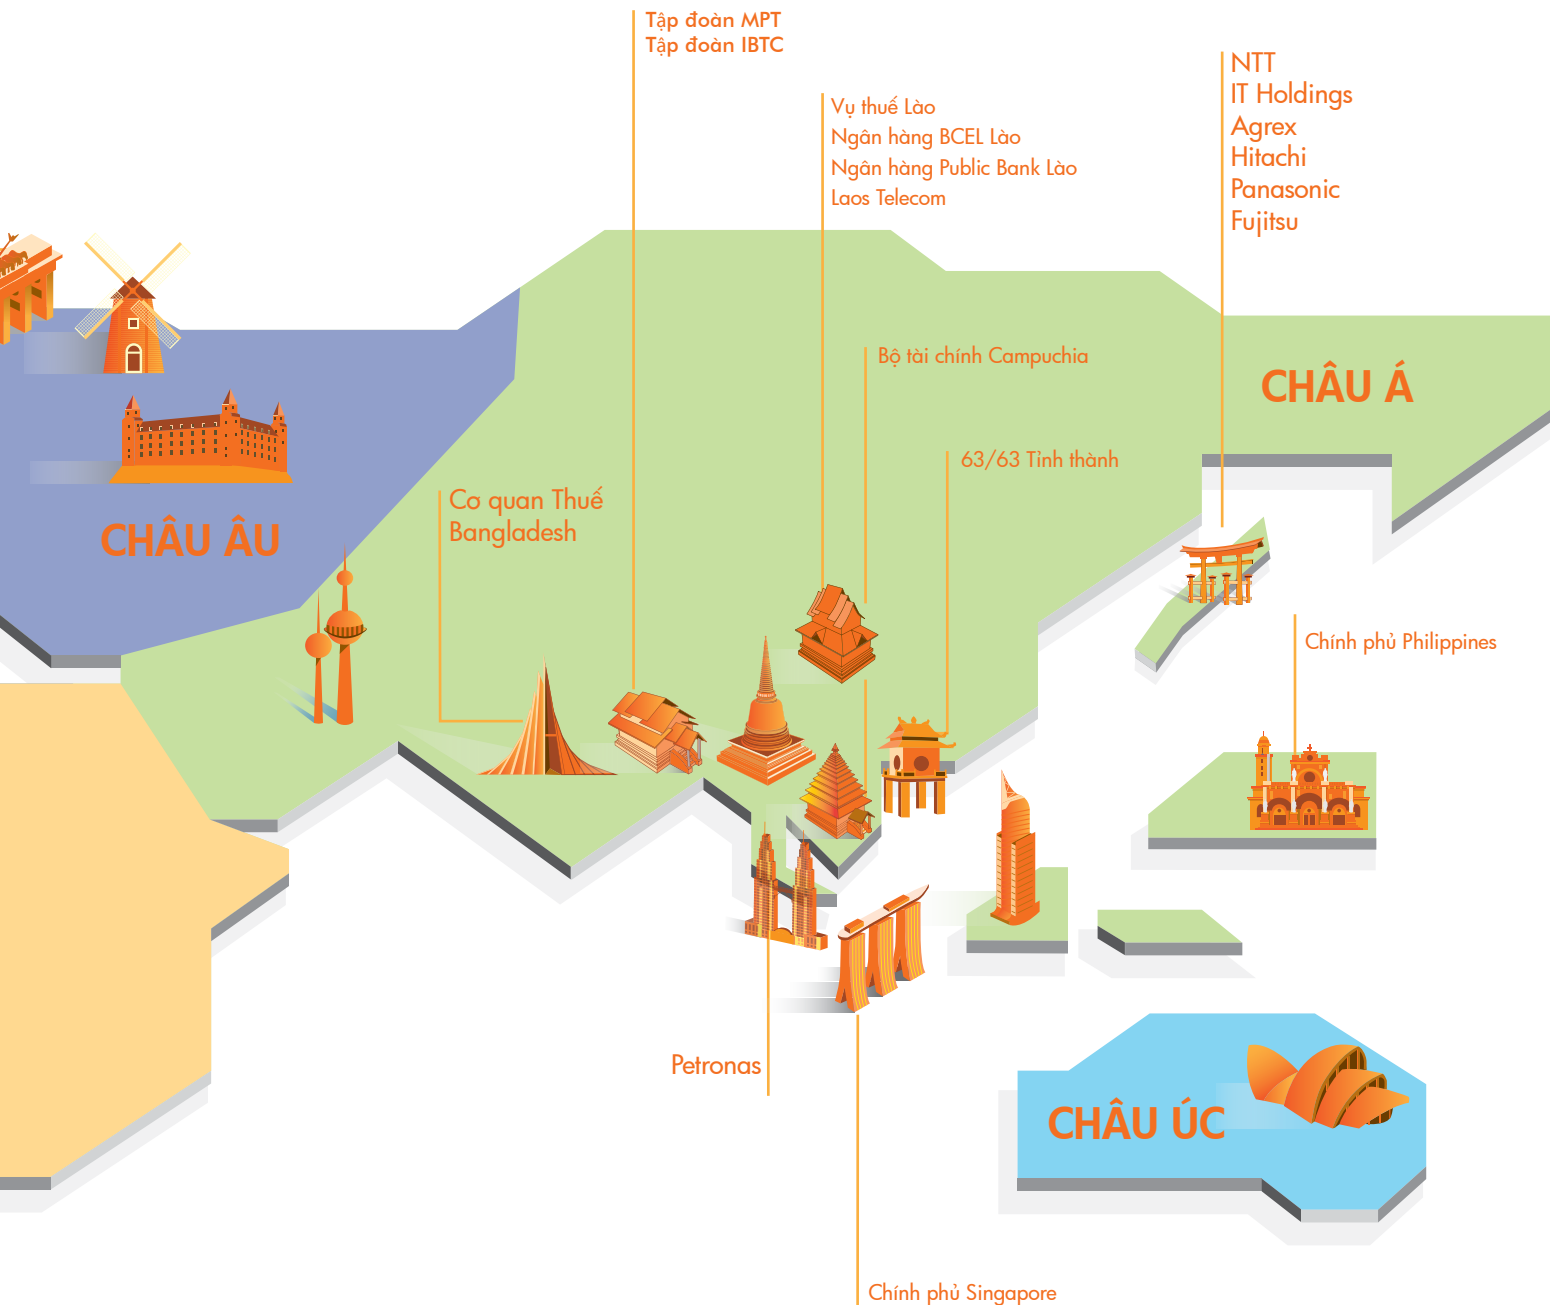 Tập đoàn MPT
Tập đoàn IBTC
Vụ thuế Lào
Ngân hàng BCEL Lào
Ngân hàng Public Bank Lào
Laos Telecom
NTT
IT Holdings
Agrex
Hitachi
Panasonic
Fujitsu
Bộ tài chính Campuchia
CHÂU Á
63/63 Tỉnh thành
Cơ quan Thuế
Bangladesh
CHÂU ÂU
Chính phủ Philippines
Petronas
CHÂU ÚC
Chính phủ Singapore